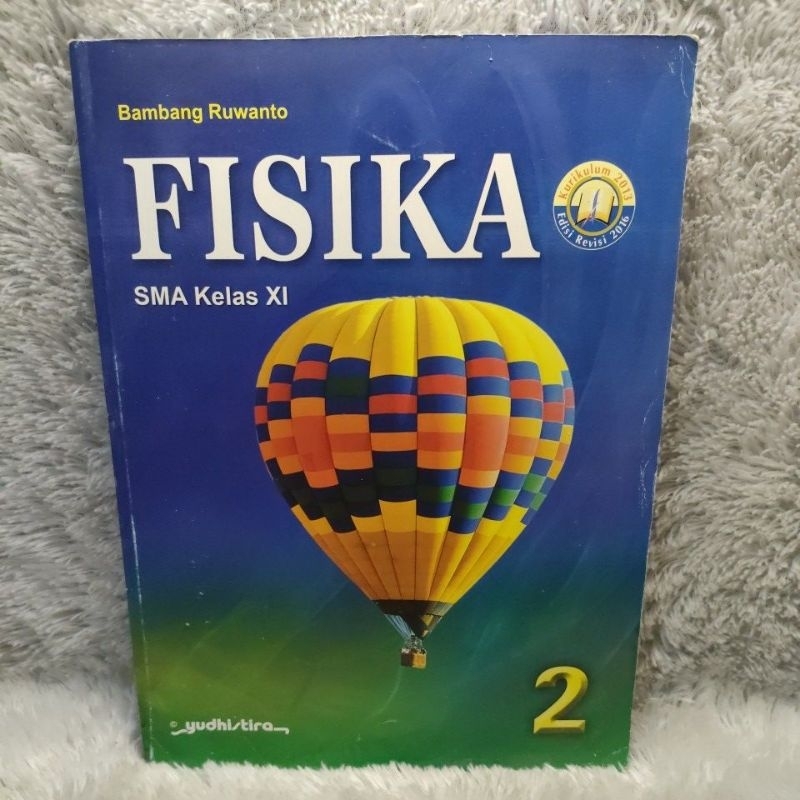 Bambang Ruwanto
FISIKA
Kurikulum 2013
Edisi Revisi 2016
SMA Kelas XI
2
© yudhistira